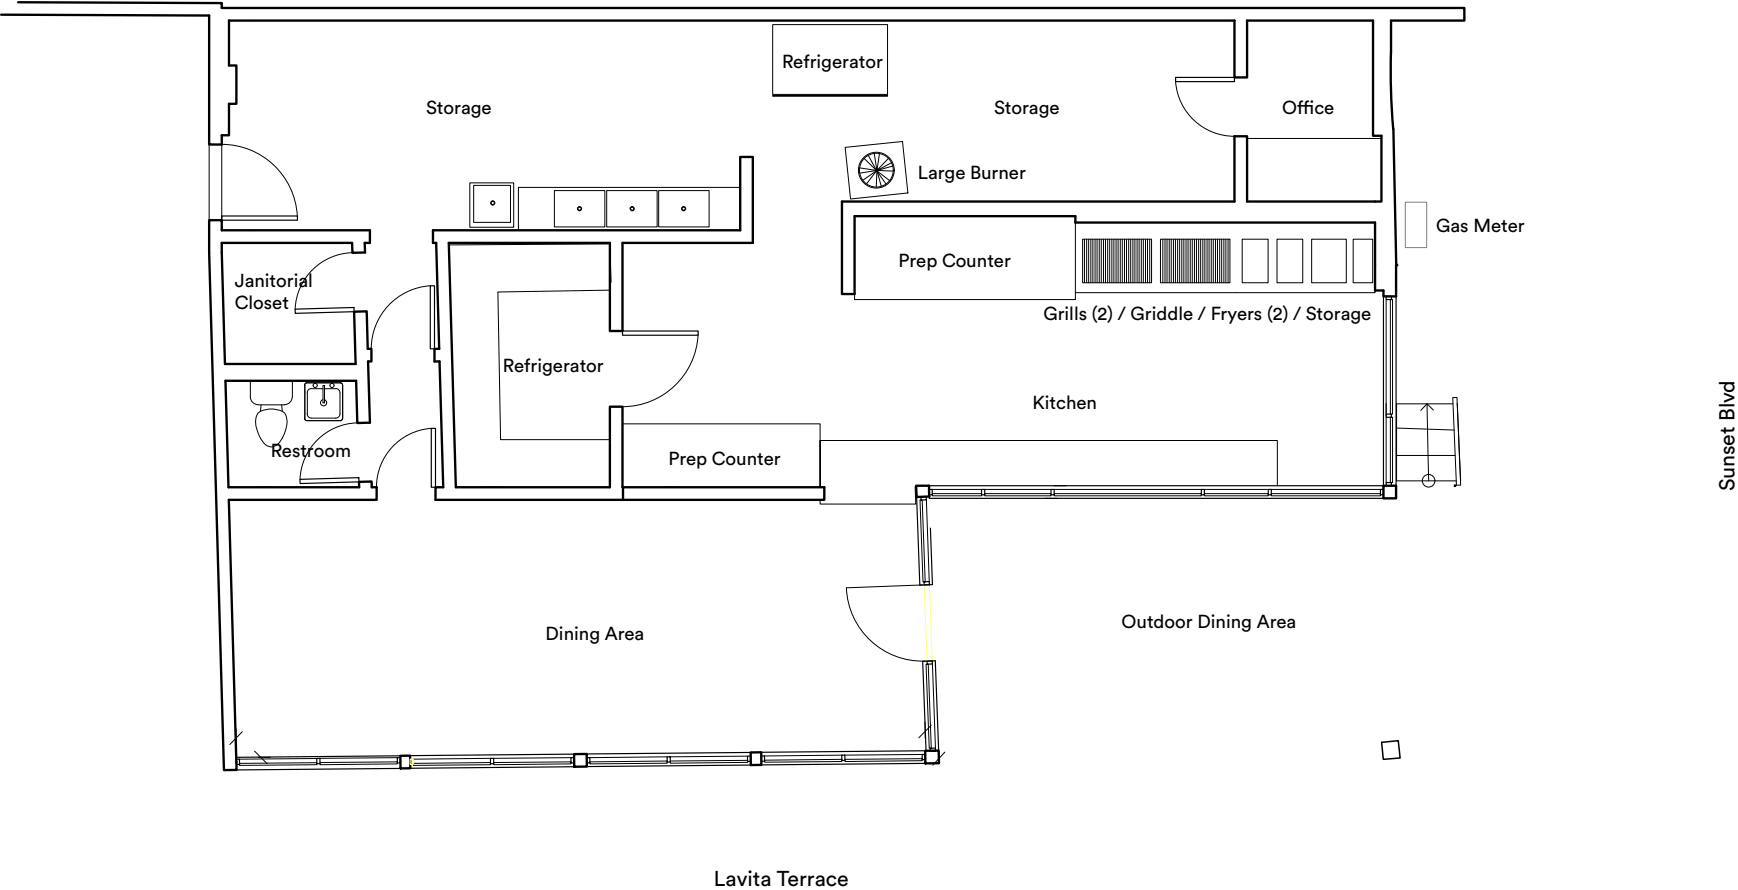 Refrigerator
Storage
Storage
Office
Large Burner
Gas Meter
Prep Counter
Janitorial
Closet
Grills (2) / Griddle / Fryers (2) / Storage
Refrigerator
Kitchen
Sunset Blvd
Restroom
Prep Counter
Outdoor Dining Area
Dining Area
Lavita Terrace